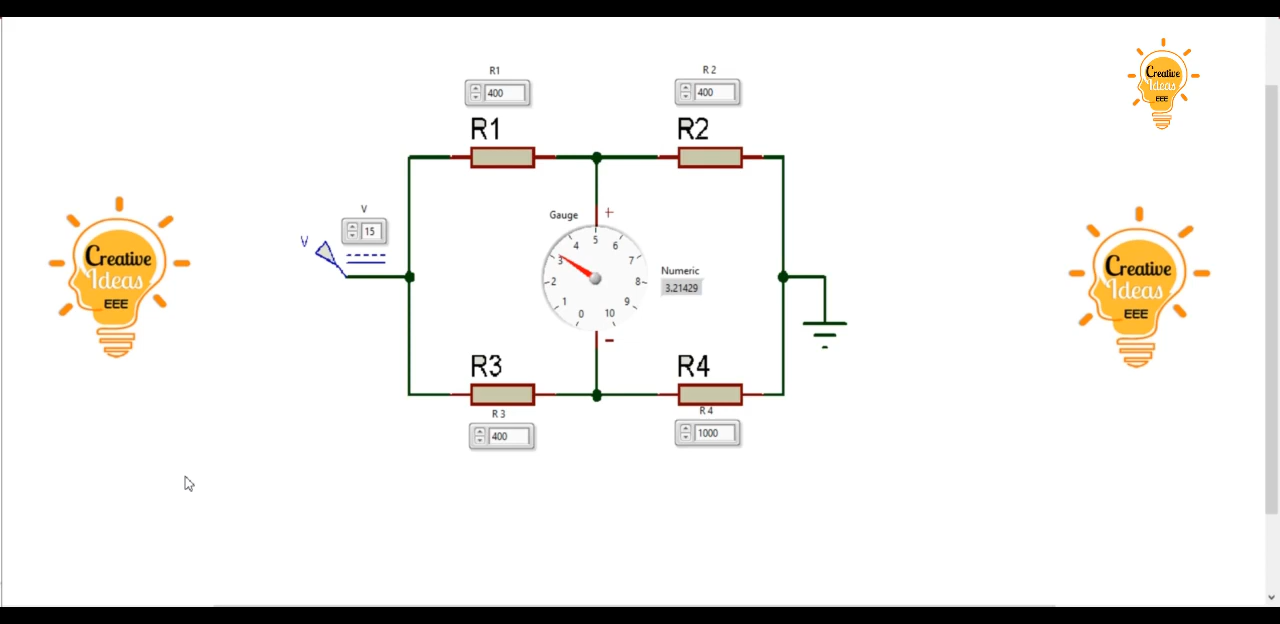 R1
400
R 2
400
Creative
Ideas
EEE
R1
R2
V
15
V
Gauge
+
0
1
2
3
4
5
6
7
8
9
10
Numeric
3.21429
Creative
Ideas
EEE
Creative
Ideas
EEE
−
R3
R4
R 3
400
R 4
1000